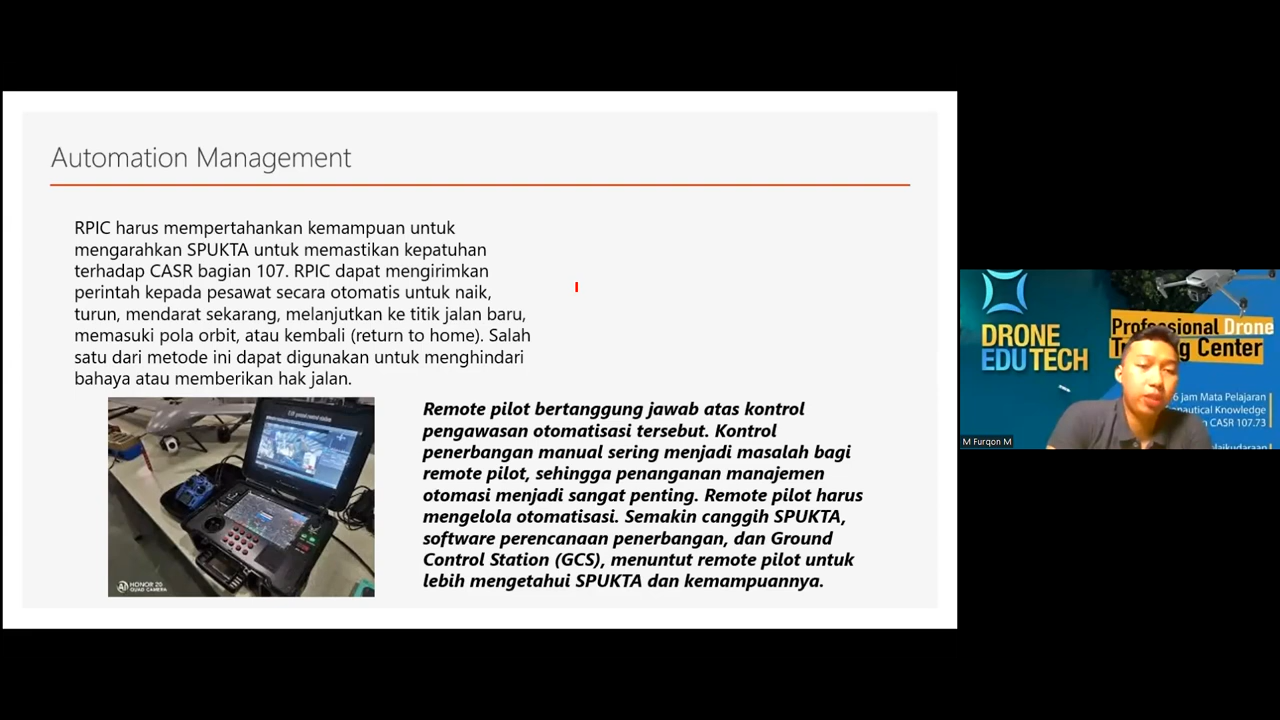 Automation Management
RPIC harus mempertahankan kemampuan untuk
mengarahkan SPUKTA untuk memastikan kepatuhan
terhadap CASR bagian 107. RPIC dapat mengirimkan
perintah kepada pesawat secara otomatis untuk naik,
turun, mendarat sekarang, melanjutkan ke titik jalan baru,
memasuki pola orbit, atau kembali (return to home). Salah
satu dari metode ini dapat digunakan untuk menghindari
bahaya atau memberikan hak jalan.
Remote pilot bertanggung jawab atas kontrol
pengawasan otomatisasi tersebut. Kontrol
penerbangan manual sering menjadi masalah bagi
remote pilot, sehingga penanganan manajemen
otomasi menjadi sangat penting. Remote pilot harus
mengelola otomatisasi. Semakin canggih SPUKTA,
software perencanaan penerbangan, dan Ground
Control Station (GCS), menuntut remote pilot untuk
lebih mengetahui SPUKTA dan kemampuannya.
HONOR 20
QUAD CAMERA
DRONE
EDUTECH
Professional Drone
Center
6 Jam Mata Pelajaran
Knowledge
CASR 107.73
M Furqon M